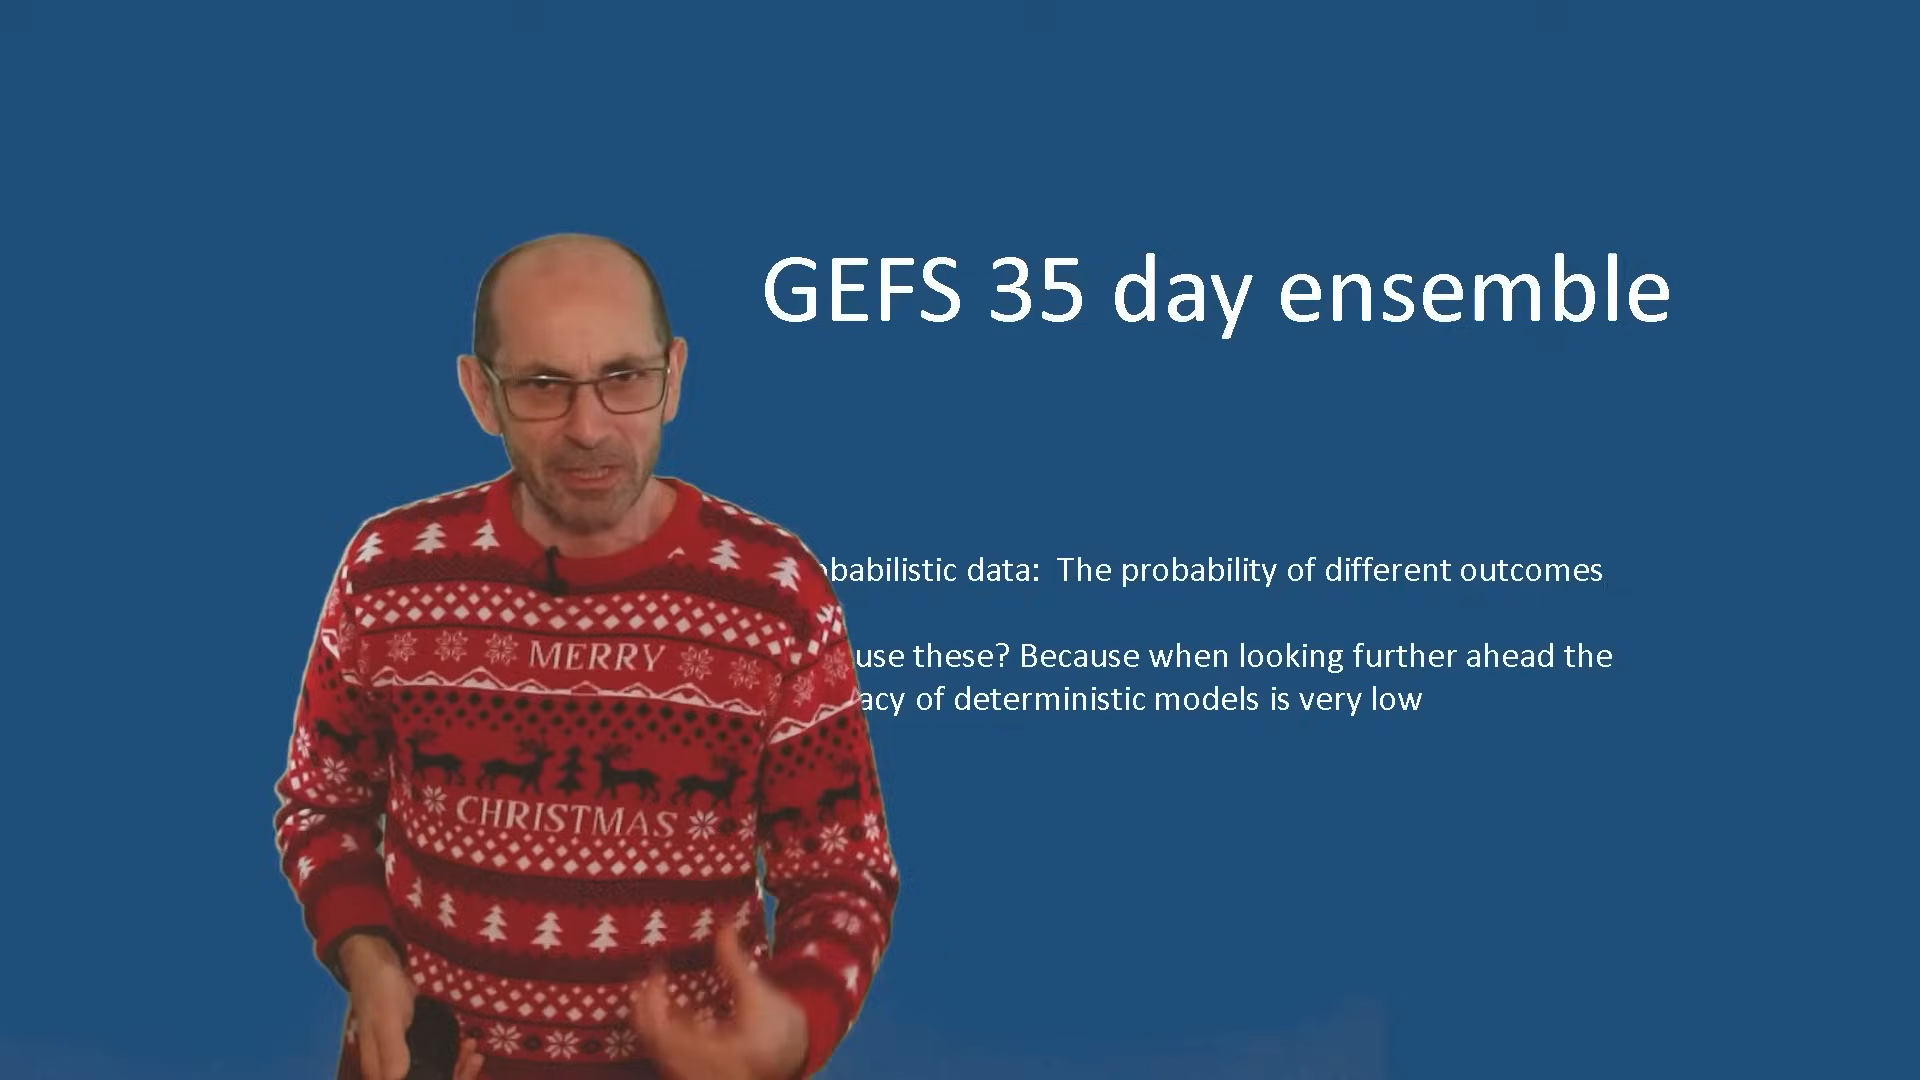 GEFS 35 day ensemble
babilistic data: The probability of different outcomes
use these? Because when looking further ahead the
acy of deterministic models is very low
MERRY
CHRISTMAS